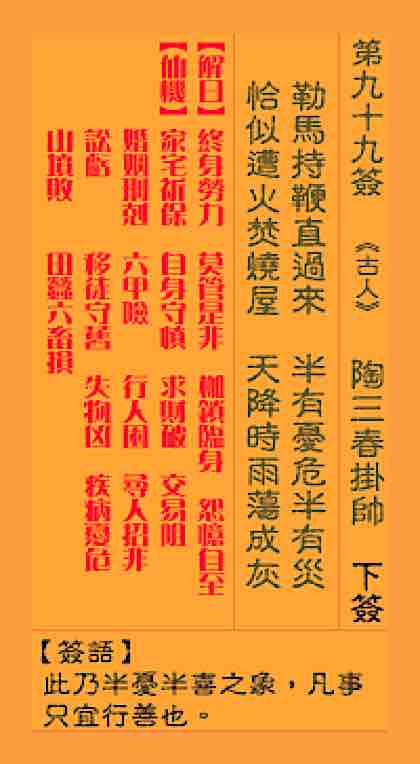 第九十九簽 《古人》 陶三春掛帥 下簽
勒馬持鞭直過來 半有憂危半有災
恰似遭火焚燒屋 天降時雨蕩成灰
【解曰】 終身勞力 莫管是非 枷鎖臨身 怨憶自
【仙機】 家宅祈保 自身守慎 求財破 交易阻
婚姻刑剋 六甲險 行人困 尋人招非
訟虧 移徙守舊 失物凶 疾病變危
山墳敗 田蠶六畜損
【簽語】
此乃半憂半喜之象，凡事
只宜行善也。